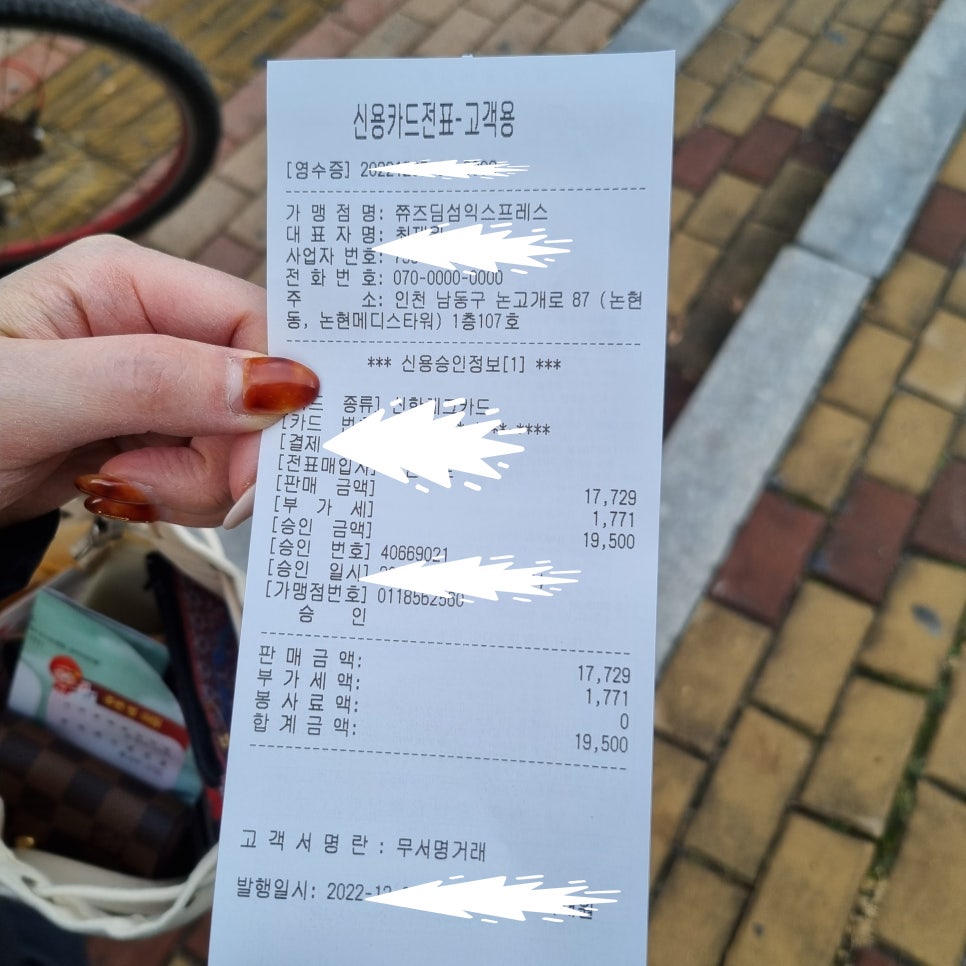 신용카드전표-고객용
[영수증]
가 맹 점 명: 쮸즈딤섬익스프레스
대 표 자 명:
사업자 번호:
전 화 번 호: 070-0000-0000
주 소: 인천 남동구 논고개로 87 (논현
동, 논현메디스타워) 1층107호
*** 신용승인정보[1] ***
종류] 신한체크카드
[카드
[결제
[전표매입사]
[판매 금액] 17,729
[부 가 세] 1,771
[승인 금액] 19,500
[승인 번호] 40669021
[승인 일시]
[가맹점번호] 0118562560
승 인
판 매 금 액: 17,729
부 가 세 액: 1,771
봉 사 료 액: 0
합 계 금 액: 19,500
고 객 서 명 란 : 무서명거래
발행일시: 2022-12